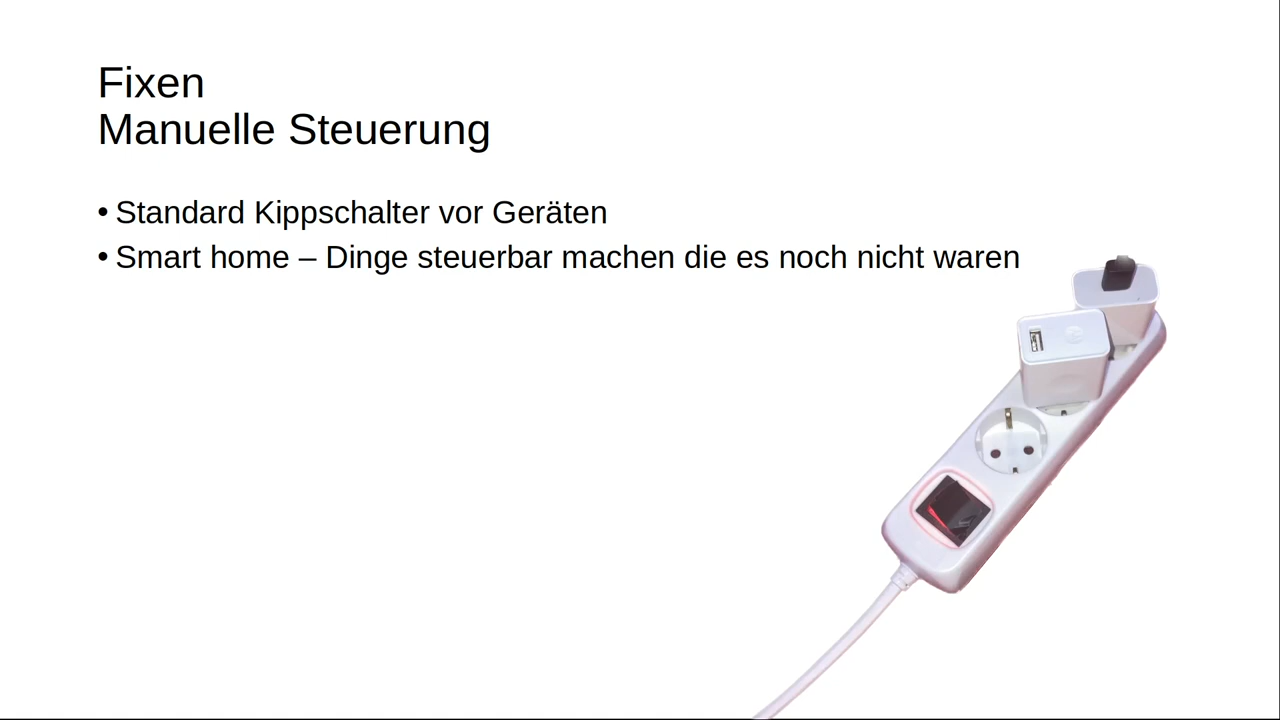 Fixen
Manuelle Steuerung
• Standard Kippschalter vor Geräten
• Smart home – Dinge steuerbar machen die es noch nicht waren